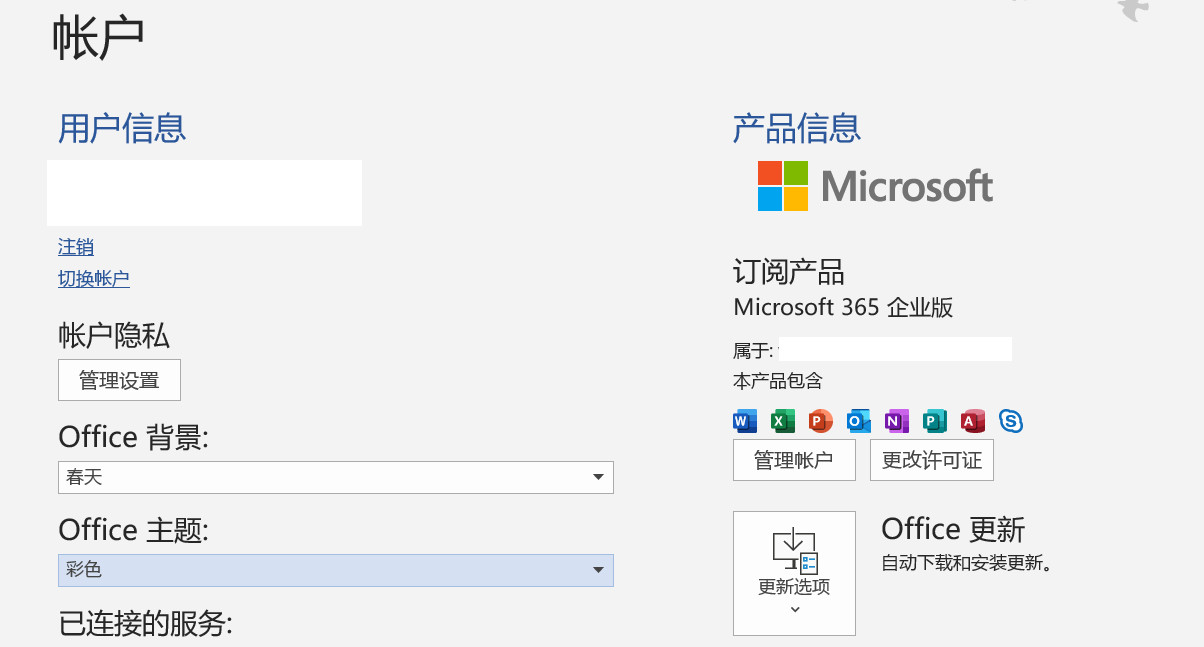 帐户
用户信息
注销
切换帐户
帐户隐私
管理设置
Office 背景:
春天
Office 主题:
彩色
已连接的服务:
产品信息
Microsoft
订阅产品
Microsoft 365 企业版
属于:
本产品包含
W X P O N P A S
管理帐户
更改许可证
更新选项
Office 更新
自动下载和安装更新。